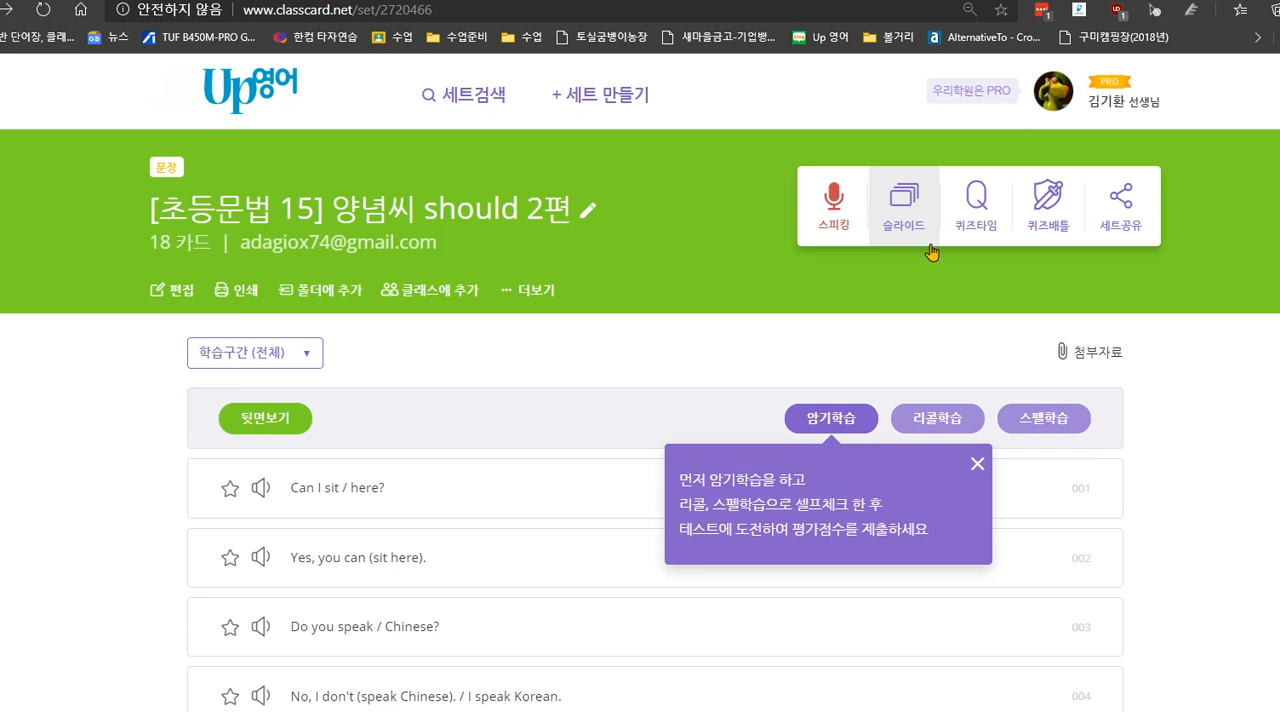 안전하지 않음 | www.classcard.net/set/2720466
1
UD
1
반 단어장, 클래... 뉴스 TUF B450M-PRO G... 한컴 타자연습 수업 수업준비 수업 토실궁뱅이농장 새마을금고-기업뱅... Up 영어 볼거리 AlternativeTo - Cro... 구미캠핑장(2018년)
Up영어
세트검색
+ 세트 만들기
우리학원은 PRO
PRO
김기환 선생님
문장
[초등문법 15] 양념씨 should 2편
18 카드 | adagiox74@gmail.com
스피킹
슬라이드
퀴즈타임
퀴즈배틀
세트공유
편집
인쇄
폴더에 추가
클래스에 추가
··· 더보기
학습구간 (전체) ▼
첨부자료
뒷면보기
암기학습
리콜학습
스펠학습
먼저 암기학습을 하고
리콜, 스펠학습으로 셀프체크 한 후
테스트에 도전하여 평가점수를 제출하세요
Can I sit / here?
001
Yes, you can (sit here).
002
Do you speak / Chinese?
003
No, I don't (speak Chinese). / I speak Korean.
004